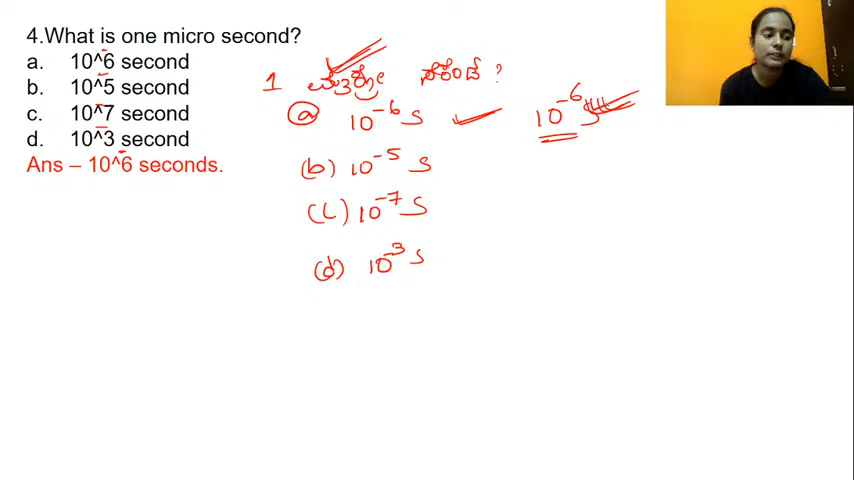 4.What is one micro second?
a. 10^-6 second
b. 10^-5 second
c. 10^-7 second
d. 10^-3 second
Ans – 10^-6 seconds.
1 ಮೈಕ್ರೋ ಸೆಕೆಂಡ್ ?
(a) 10⁻⁶ S
10⁻⁶ S
(b) 10⁻⁵ S
(c) 10⁻⁷ S
(d) 10⁻³ S